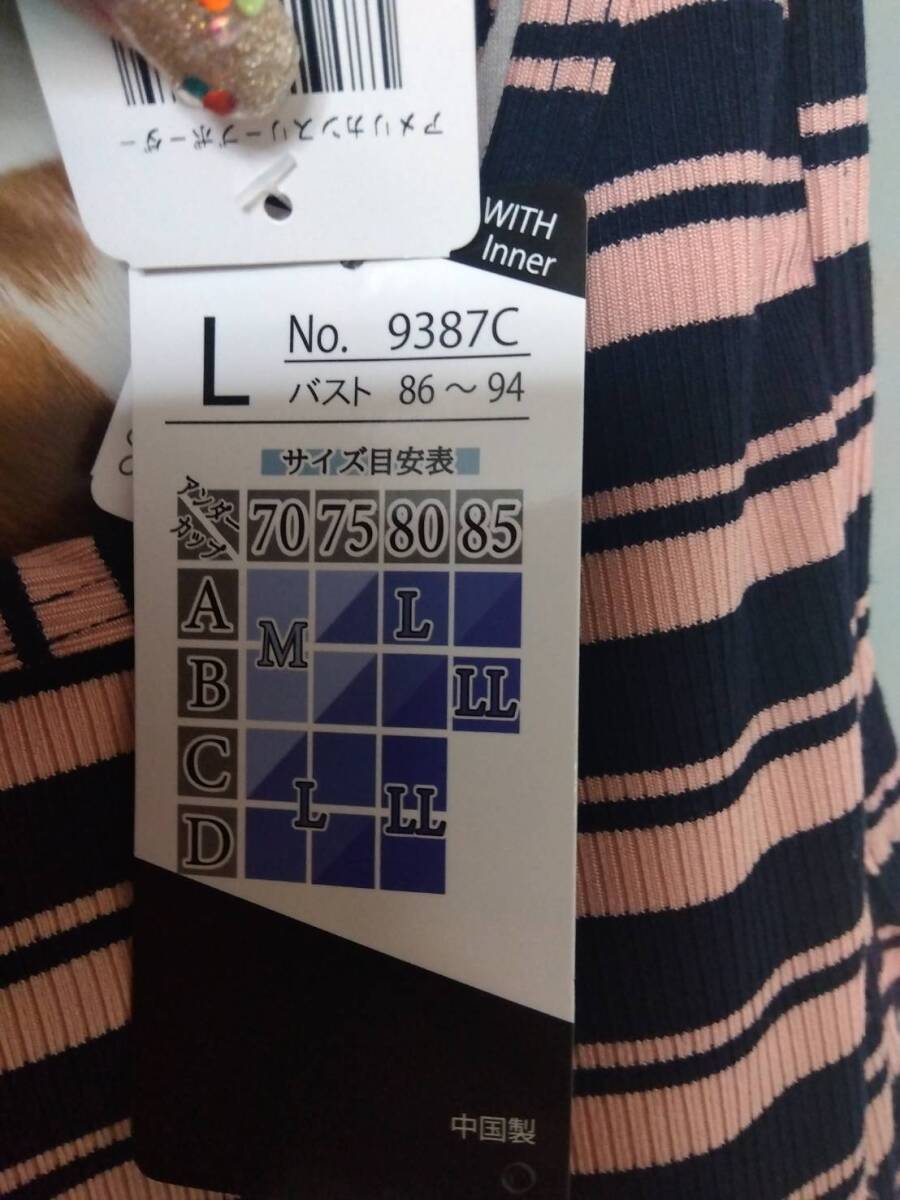 アメリカンスリーブボーダー
WITH
Inner
L
No. 9387C
バスト 86～94
サイズ目安表
アンダー
カップ
70 75 80 85
A
L
M
B
LL
C
L
LL
D
中国製